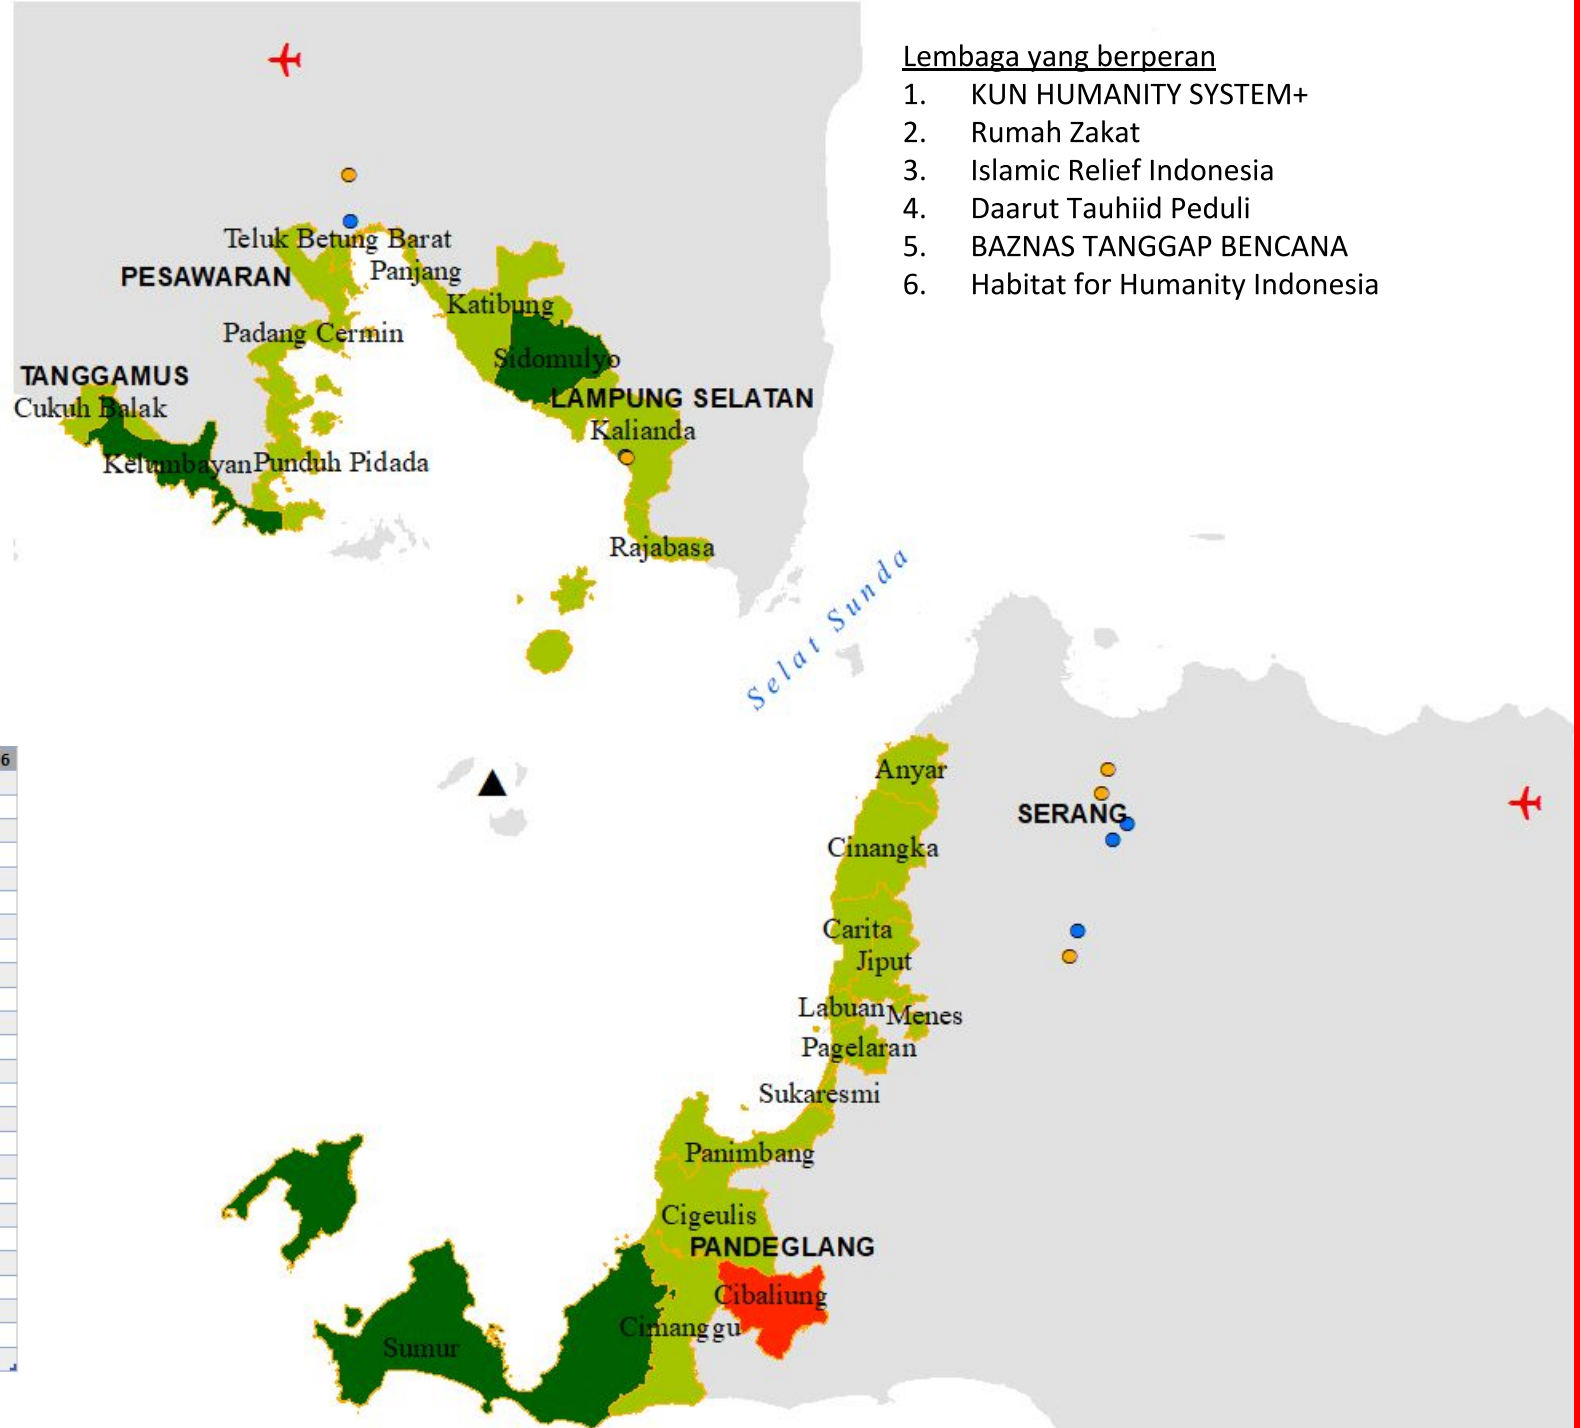 Lembaga yang berperan
1. KUN HUMANITY SYSTEM+
2. Rumah Zakat
3. Islamic Relief Indonesia
4. Daarut Tauhiid Peduli
5. BAZNAS TANGGAP BENCANA
6. Habitat for Humanity Indonesia
Teluk Betung Barat
PESAWARAN
Panjang
Katibung
Padang Cermin
Sidomulyo
TANGGAMUS
LAMPUNG SELATAN
Cukuh Balak
Kalianda
Kelumbayan
Punduh Pidada
Rajabasa
Selat Sunda
6
Anyar
SERANG
Cinangka
Carita
Jiput
Labuan
Menes
Pagelaran
Sukaresmi
Panimbang
Cigeulis
PANDEGLANG
Cibaliung
Cimanggu
Sumur